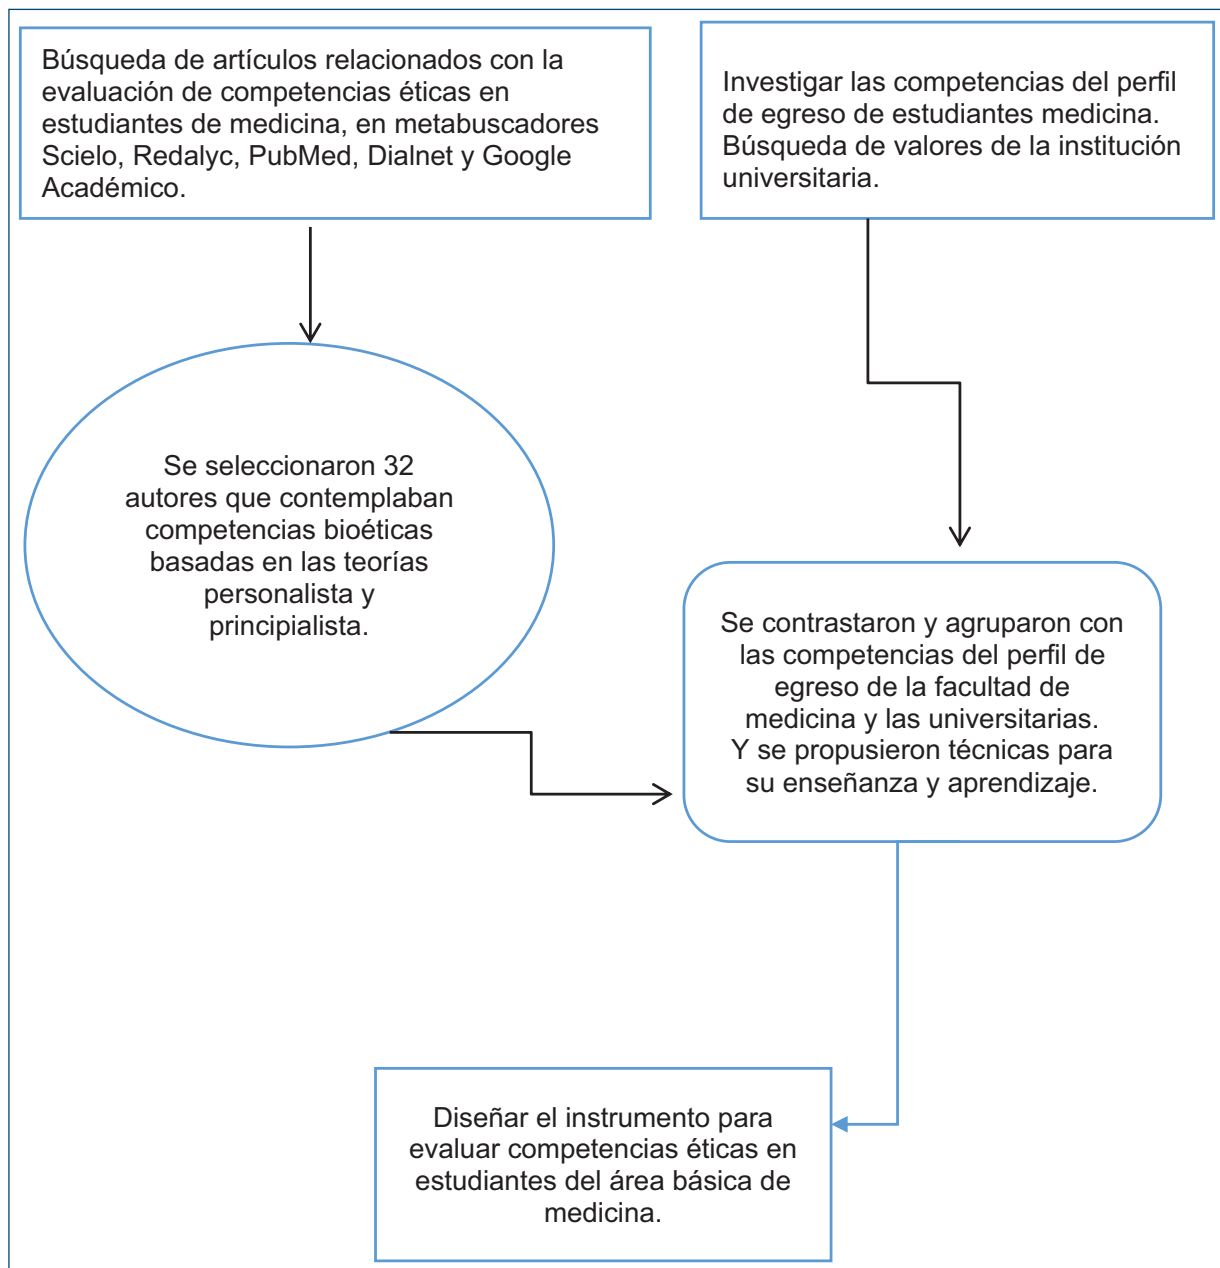 Búsqueda de artículos relacionados con la
evaluación de competencias éticas en
estudiantes de medicina, en metabuscadores
Scielo, Redalyc, PubMed, Dialnet y Google
Académico.
Investigar las competencias del perfil
de egreso de estudiantes medicina.
Búsqueda de valores de la institución
universitaria.
Se seleccionaron 32
autores que contemplaban
competencias bioéticas
basadas en las teorías
personalista y
principialista.
Se contrastaron y agruparon con
las competencias del perfil de
egreso de la facultad de
medicina y las universitarias.
Y se propusieron técnicas para
su enseñanza y aprendizaje.
Diseñar el instrumento para
evaluar competencias éticas en
estudiantes del área básica de
medicina.